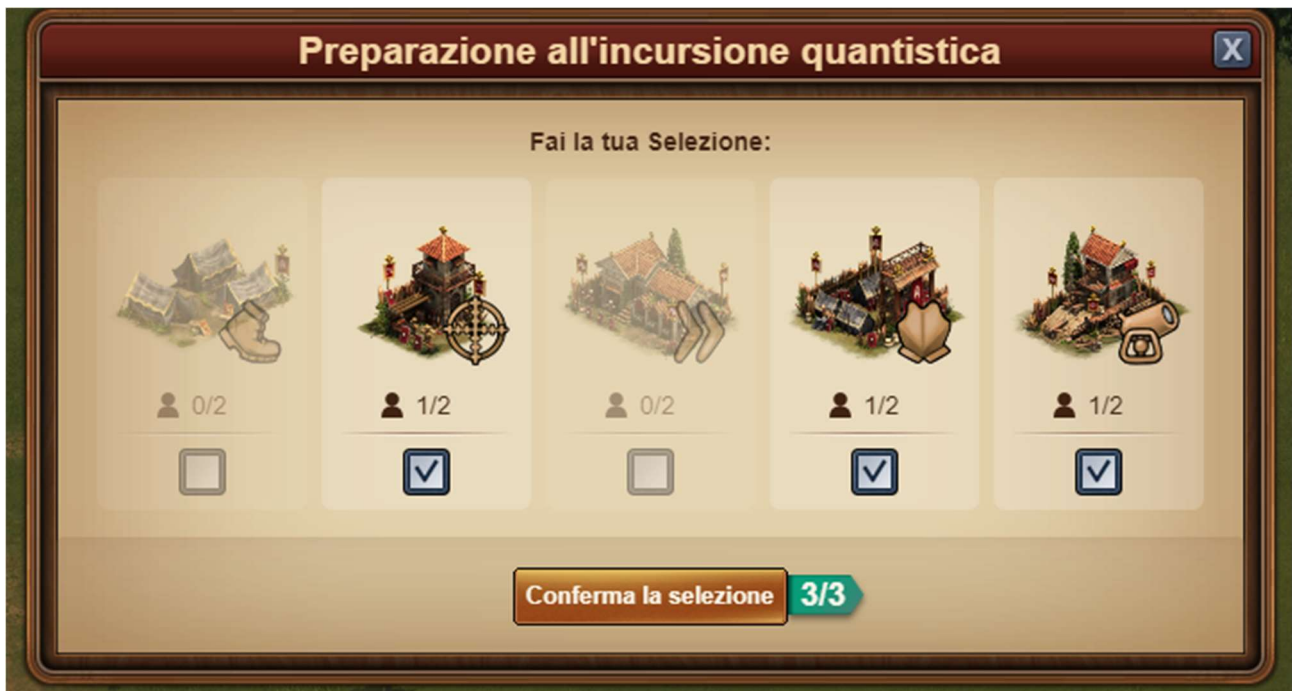 Preparazione all'incursione quantistica
X
Fai la tua Selezione:
0/2 1/2 0/2 1/2 1/2
Conferma la selezione 3/3